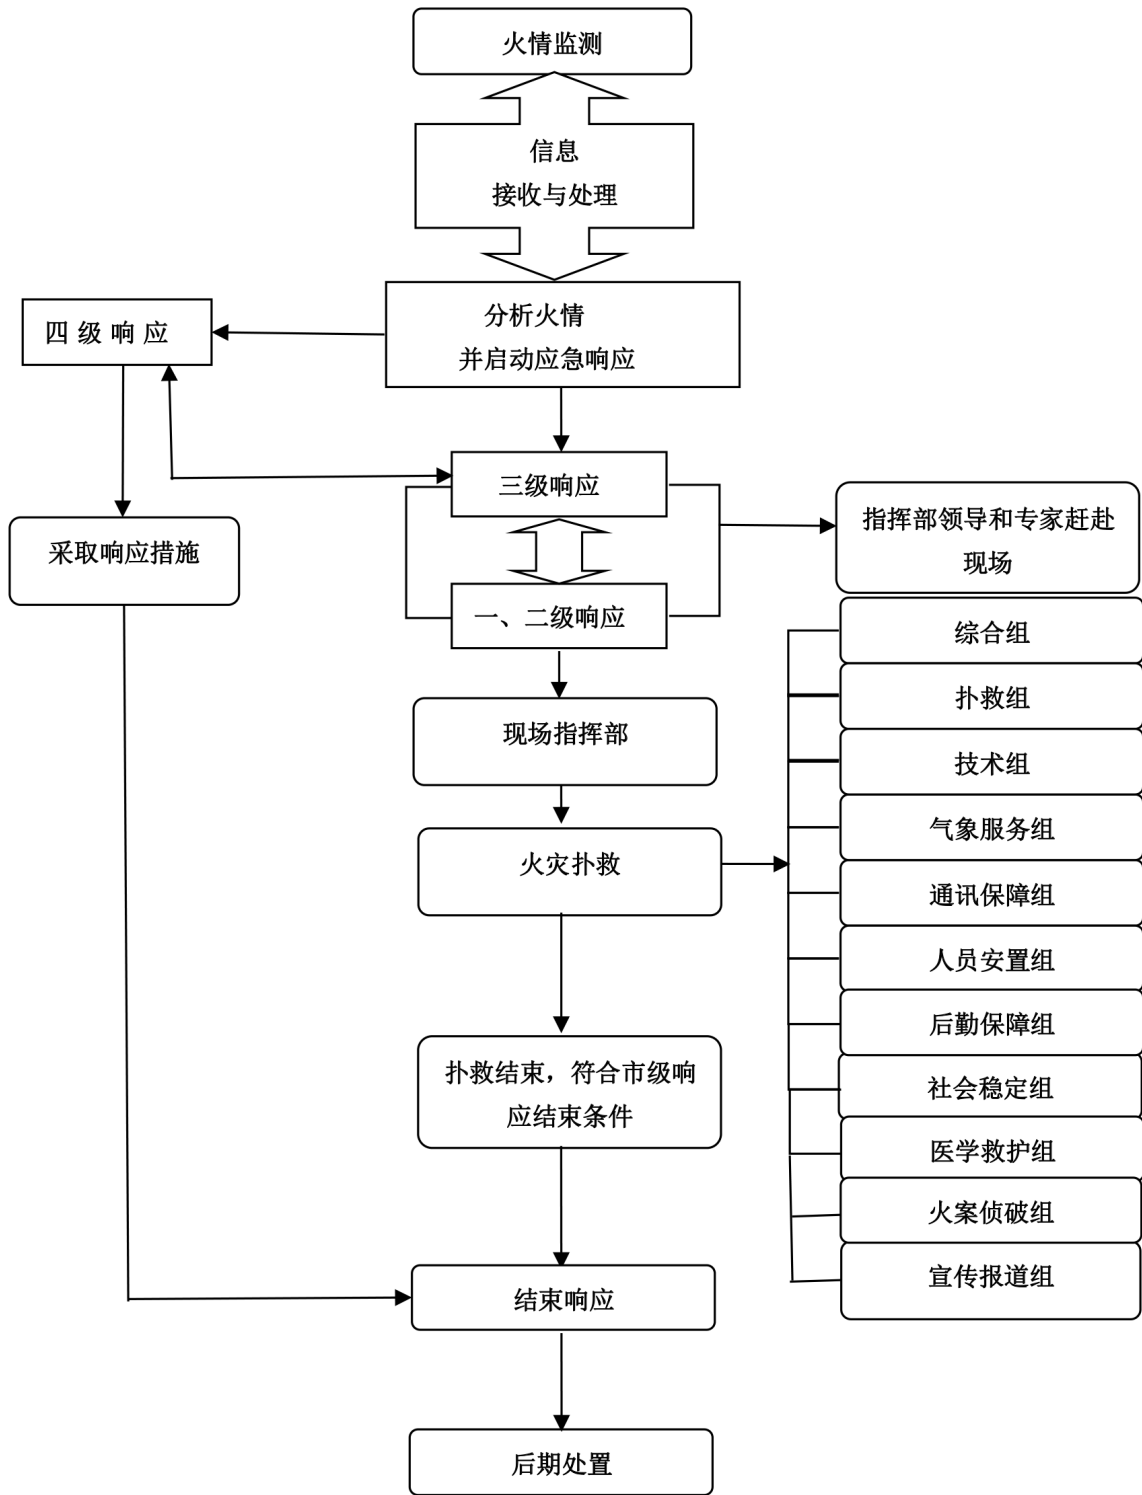 火情监测
信息
接收与处理
分析火情
并启动应急响应
四级响应
三级响应
采取响应措施
指挥部领导和专家赶赴
现场
一、二级响应
综合组
扑救组
现场指挥部
技术组
气象服务组
火灾扑救
通讯保障组
人员安置组
后勤保障组
扑救结束，符合市级响
应结束条件
社会稳定组
医学救护组
火案侦破组
宣传报道组
结束响应
后期处置